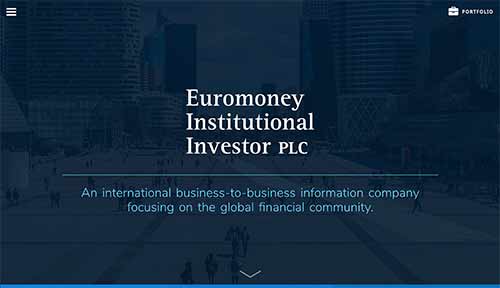 PORTFOLIO
Euromoney
Institutional
Investor PLC
An international business-to-business information company
focusing on the global financial community.